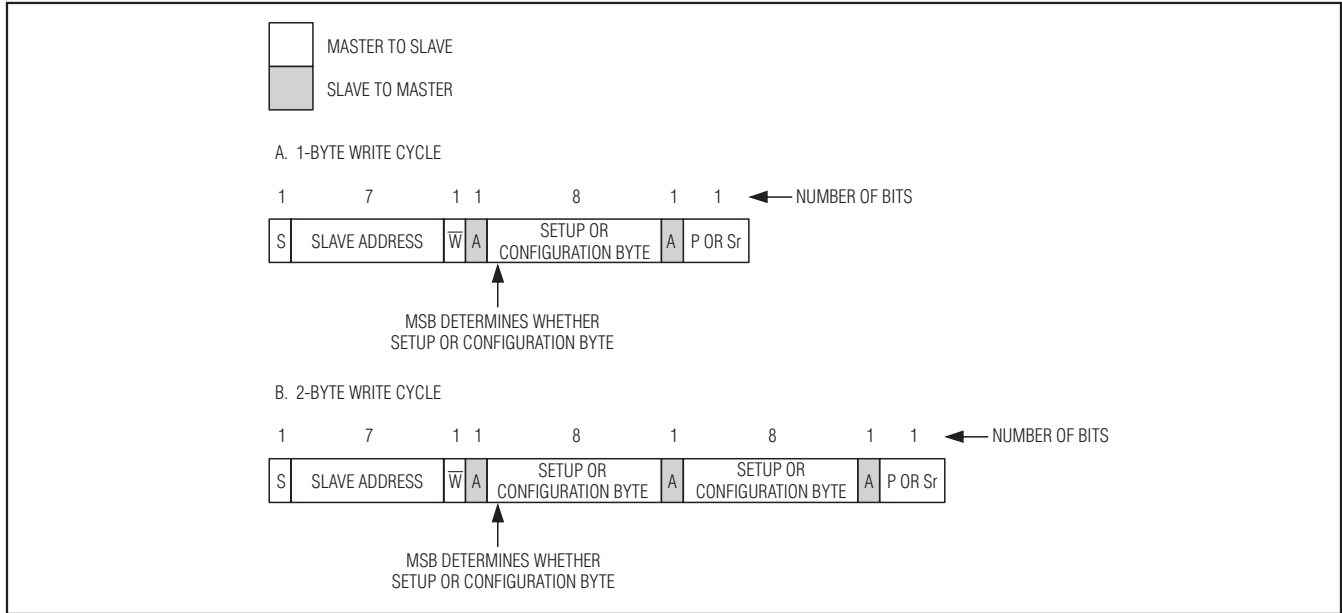 MASTER TO SLAVE
SLAVE TO MASTER
A. 1-BYTE WRITE CYCLE
1 7 1 1 8 1 1 NUMBER OF BITS
S SLAVE ADDRESS W̅ A SETUP OR CONFIGURATION BYTE A P OR Sr
MSB DETERMINES WHETHER
SETUP OR CONFIGURATION BYTE
B. 2-BYTE WRITE CYCLE
1 7 1 1 8 1 8 1 1 NUMBER OF BITS
S SLAVE ADDRESS W̅ A SETUP OR CONFIGURATION BYTE A SETUP OR CONFIGURATION BYTE A P OR Sr
MSB DETERMINES WHETHER
SETUP OR CONFIGURATION BYTE